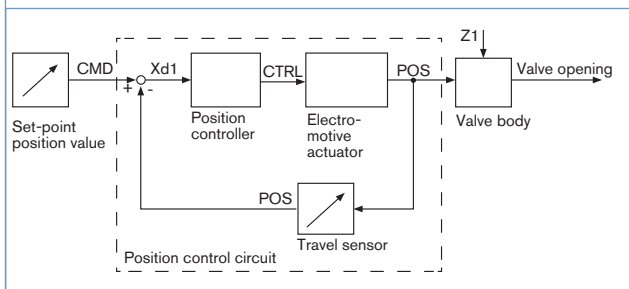 Z1
CMD
Xd1
CTRL
POS
Valve opening
+
-
Set-point
position value
Position
controller
Electro-
motive
actuator
Valve body
POS
Travel sensor
Position control circuit